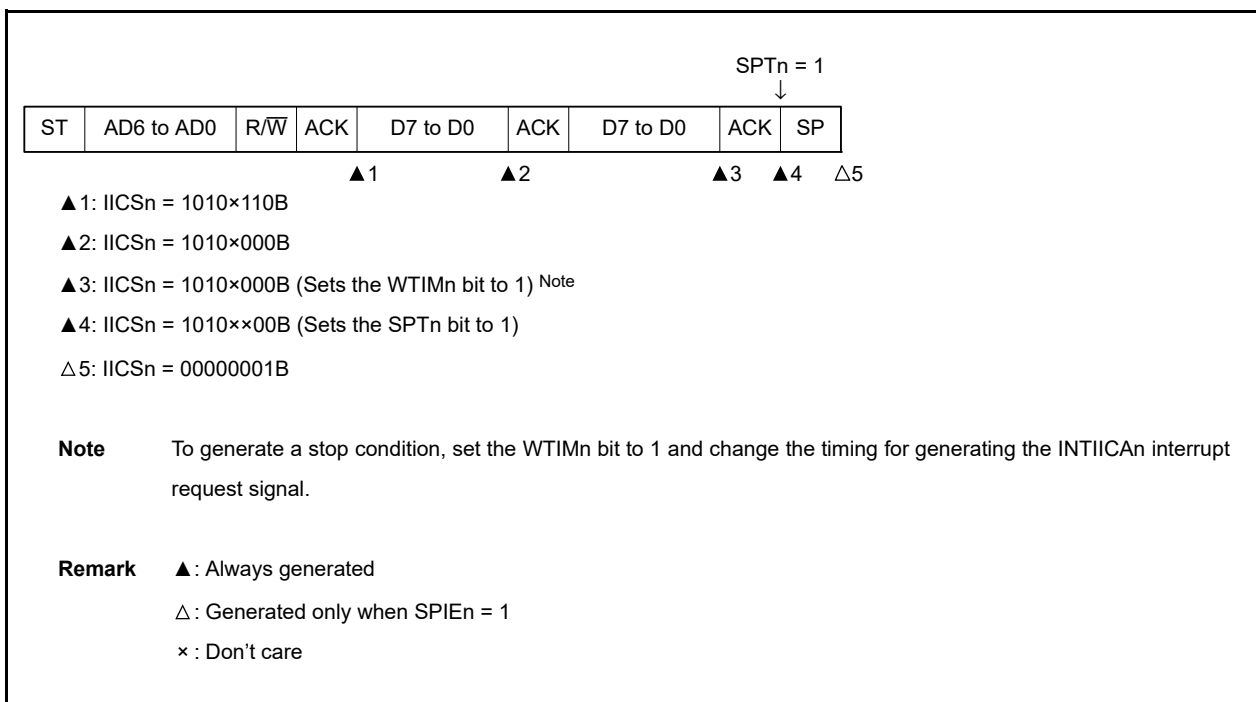 SPTn = 1
↓
ST AD6 to AD0 R/W̅ ACK D7 to D0 ACK D7 to D0 ACK SP
▲1 ▲2 ▲3 ▲4 △5
▲1: IICSn = 1010×110B
▲2: IICSn = 1010×000B
▲3: IICSn = 1010×000B (Sets the WTIMn bit to 1) Note
▲4: IICSn = 1010××00B (Sets the SPTn bit to 1)
△5: IICSn = 00000001B
Note To generate a stop condition, set the WTIMn bit to 1 and change the timing for generating the INTIICAn interrupt
request signal.
Remark ▲: Always generated
△: Generated only when SPIEn = 1
×: Don't care